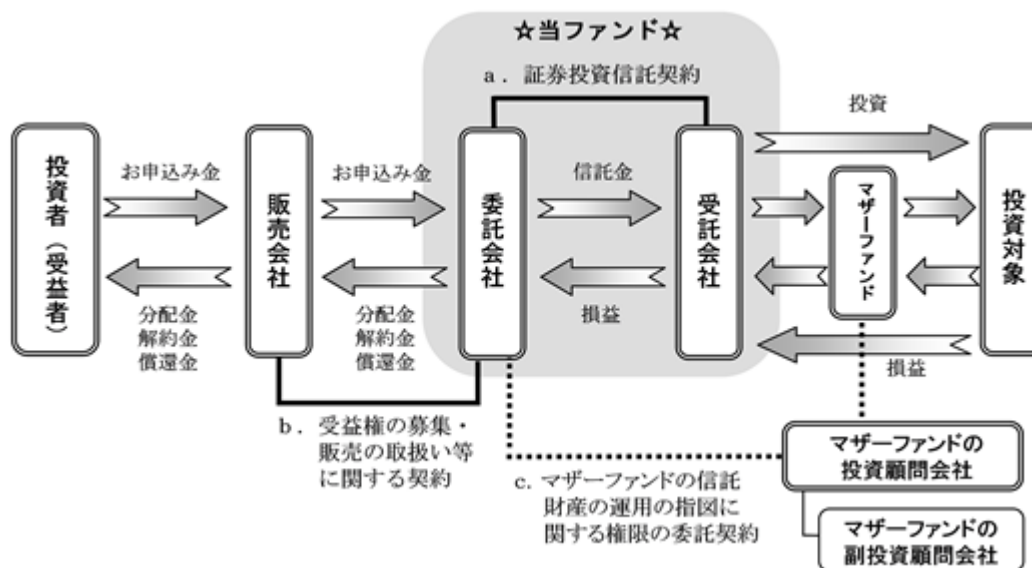 ☆当ファンド☆
a．証券投資信託契約
投資者（受益者）
お申込み金
分配金
解約金
償還金
販売会社
お申込み金
分配金
解約金
償還金
委託会社
信託金
損益
受託会社
投資
マザーファンド
損益
投資対象
b．受益権の募集・
販売の取扱い等
に関する契約
c．マザーファンドの信託
財産の運用の指図に
関する権限の委託契約
マザーファンドの
投資顧問会社
マザーファンドの
副投資顧問会社